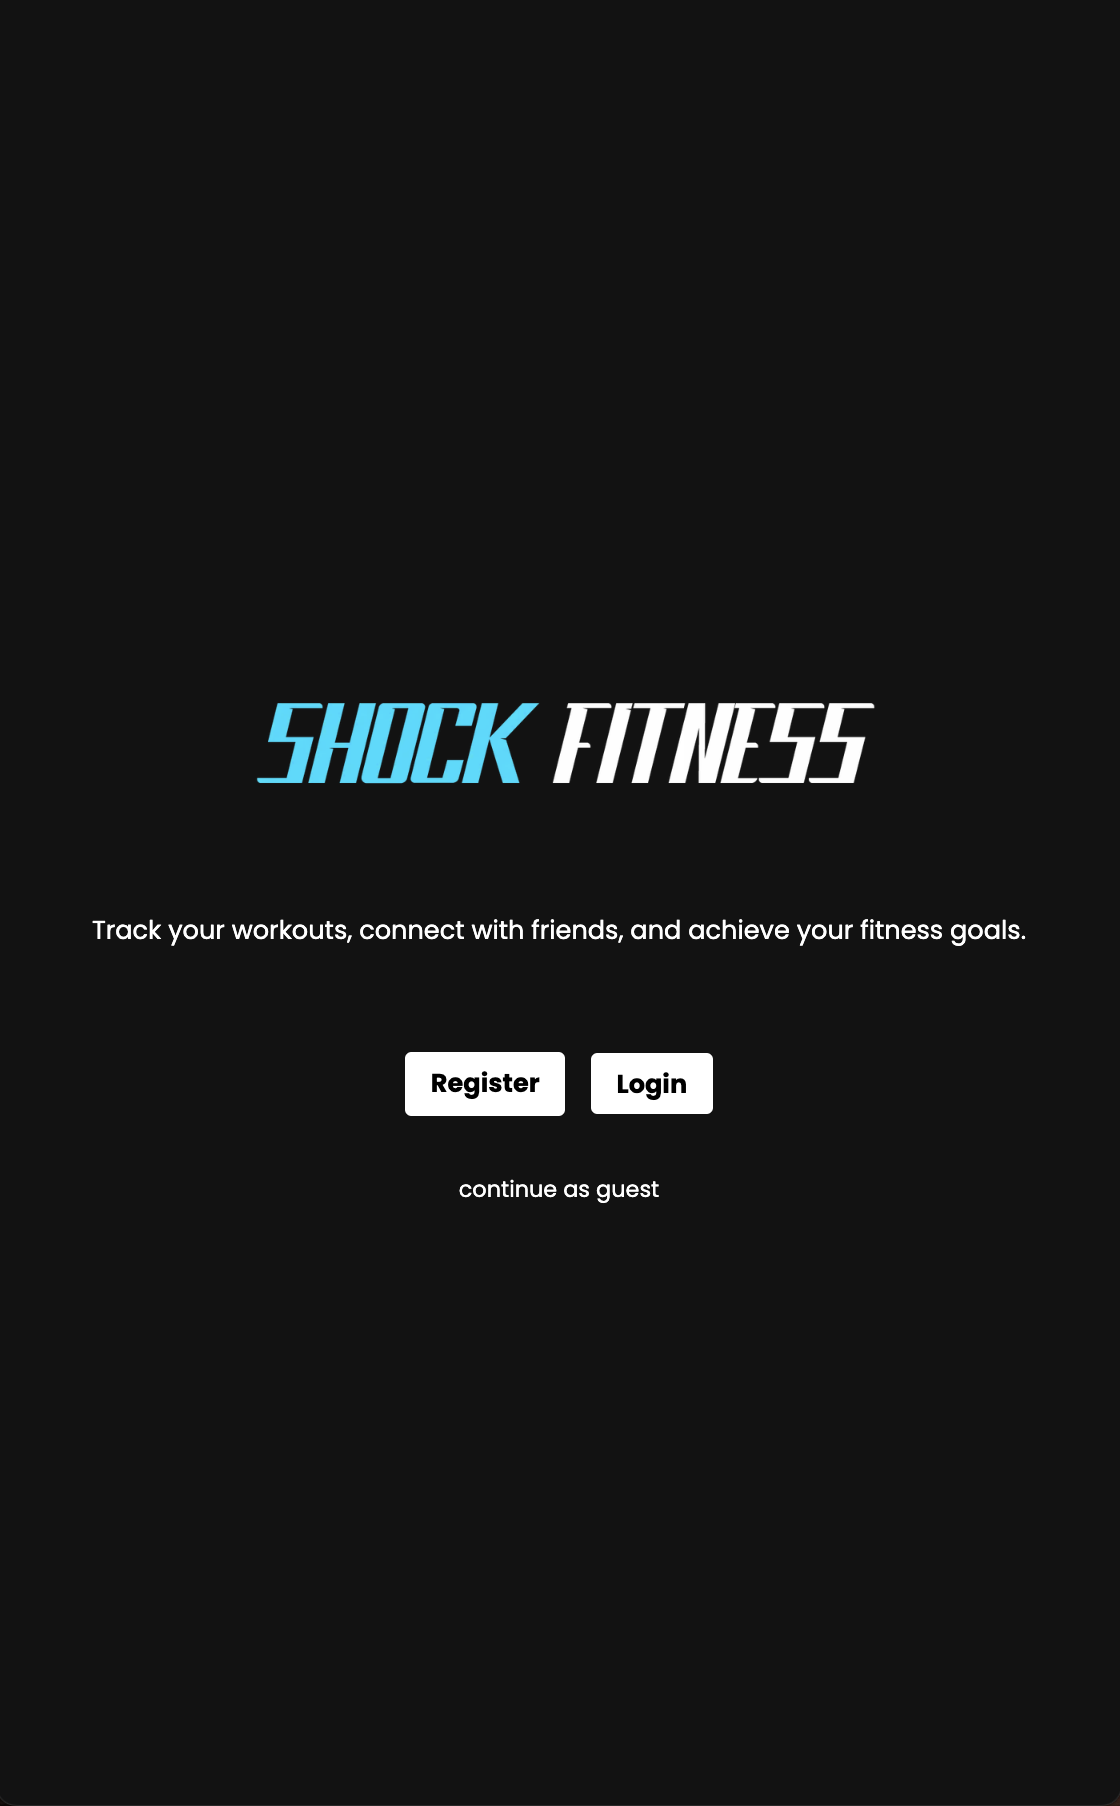 SHOCK FITNESS
Track your workouts, connect with friends, and achieve your fitness goals.
Register Login
continue as guest